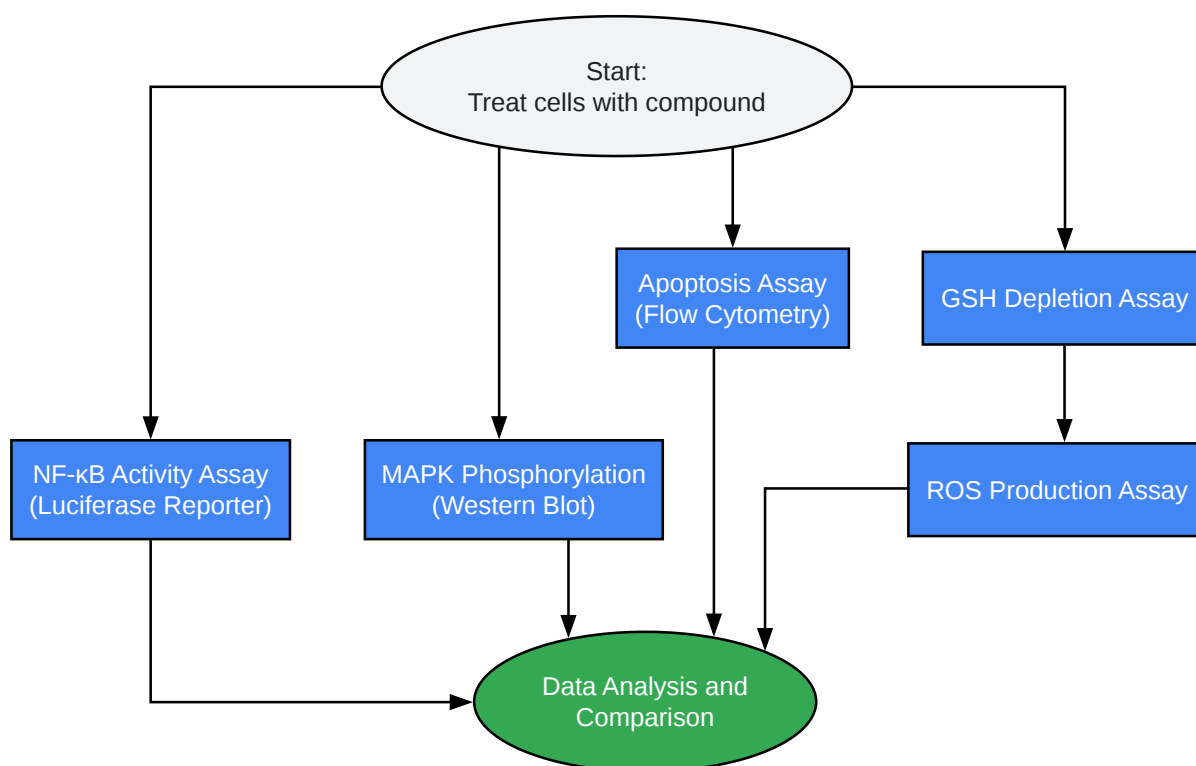 Start:
Treat cells with compound
Apoptosis Assay
(Flow Cytometry)
GSH Depletion Assay
NF-κB Activity Assay
(Luciferase Reporter)
MAPK Phosphorylation
(Western Blot)
ROS Production Assay
Data Analysis and
Comparison